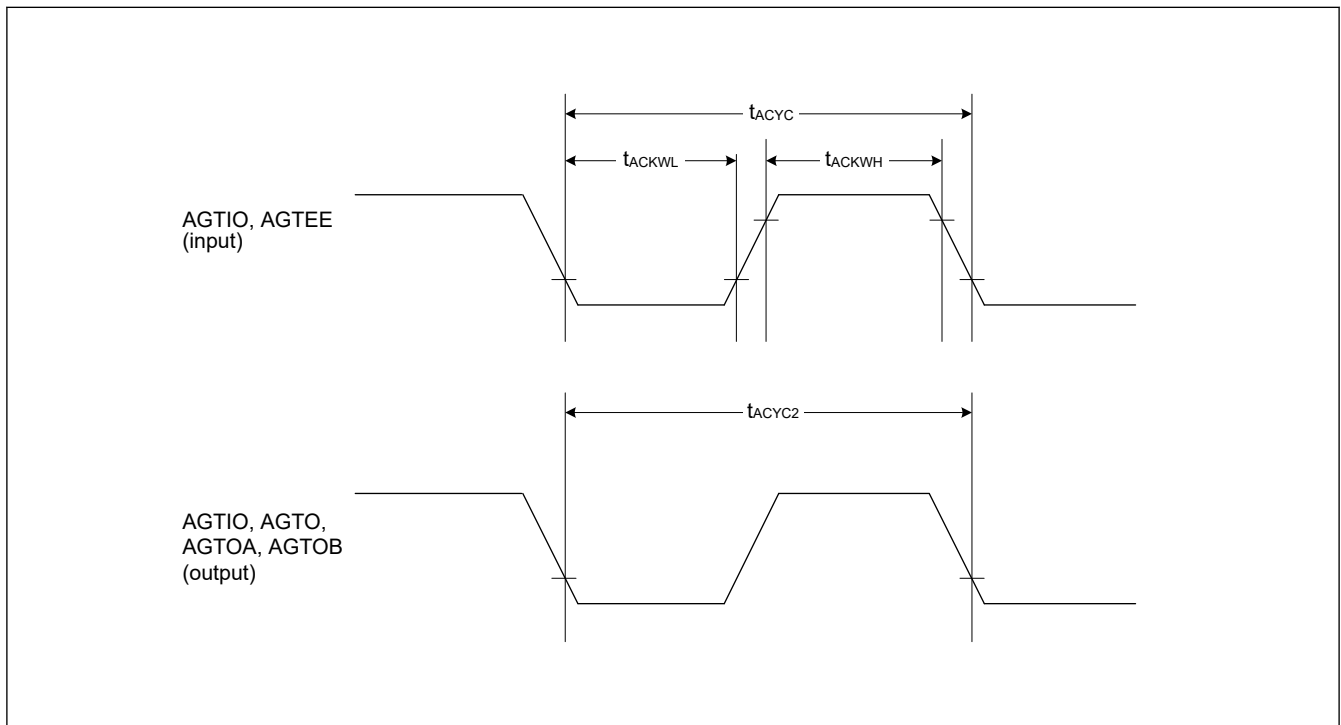 tACYC
tACKWL
tACKWH
AGTIO, AGTEE
(input)
tACYC2
AGTIO, AGTO,
AGTOA, AGTOB
(output)